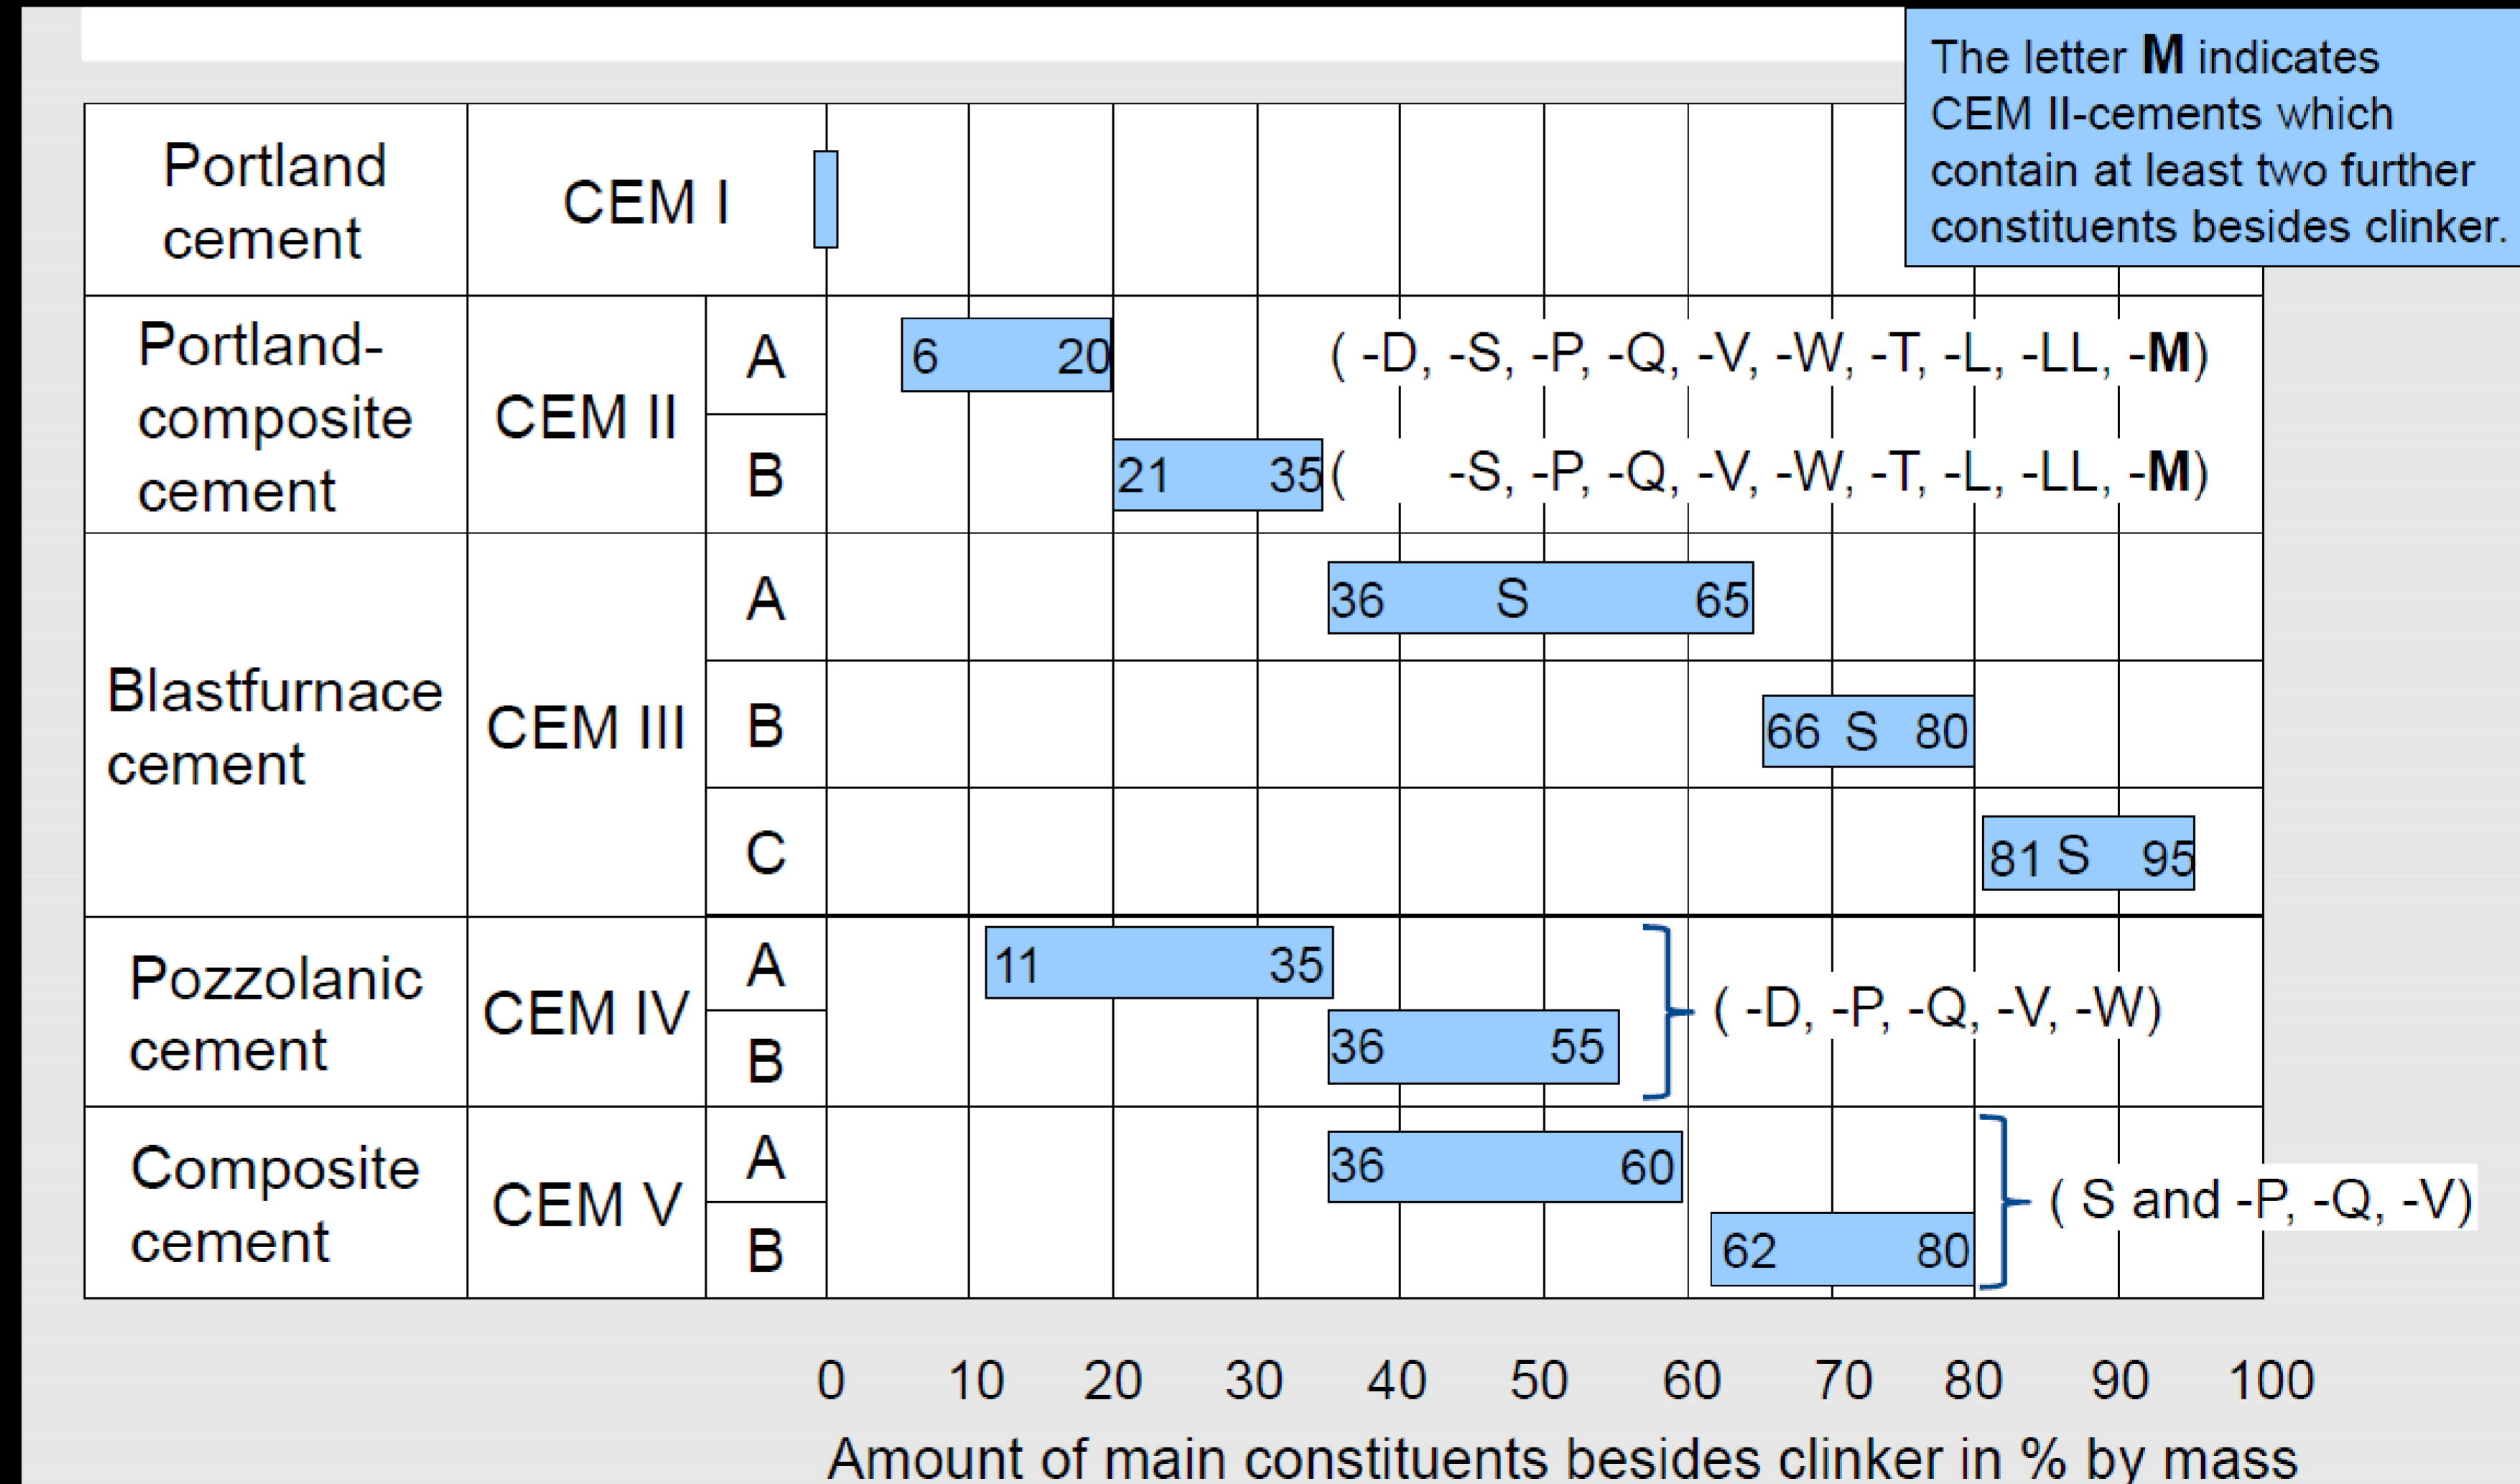 The letter M indicates
CEM II-cements which
contain at least two further
constituents besides clinker.
Portland
cement
CEM I
Portland-
composite
cement
CEM II
A
6 20
( -D, -S, -P, -Q, -V, -W, -T, -L, -LL, -M)
B
21 35
( -S, -P, -Q, -V, -W, -T, -L, -LL, -M)
Blastfurnace
cement
CEM III
A
36 S 65
B
66 S 80
C
81 S 95
Pozzolanic
cement
CEM IV
A
11 35
B
36 55
( -D, -P, -Q, -V, -W)
Composite
cement
CEM V
A
36 60
B
62 80
( S and -P, -Q, -V)
0 10 20 30 40 50 60 70 80 90 100
Amount of main constituents besides clinker in % by mass